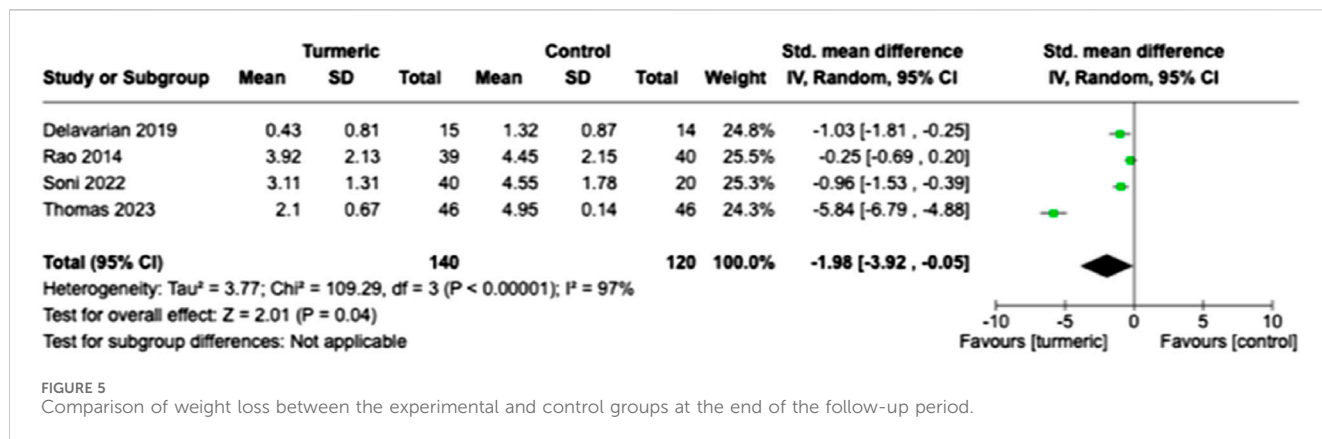 Turmeric Control Std. mean difference Std. mean difference
Study or Subgroup Mean SD Total Mean SD Total Weight IV, Random, 95% CI IV, Random, 95% CI
Delavarian 2019 0.43 0.81 15 1.32 0.87 14 24.8% -1.03 [-1.81 , -0.25]
Rao 2014 3.92 2.13 39 4.45 2.15 40 25.5% -0.25 [-0.69 , 0.20]
Soni 2022 3.11 1.31 40 4.55 1.78 20 25.3% -0.96 [-1.53 , -0.39]
Thomas 2023 2.1 0.67 46 4.95 0.14 46 24.3% -5.84 [-6.79 , -4.88]
Total (95% CI) 140 120 100.0% -1.98 [-3.92 , -0.05]
Heterogeneity: Tau² = 3.77; Chi² = 109.29, df = 3 (P < 0.00001); I² = 97%
Test for overall effect: Z = 2.01 (P = 0.04)
Test for subgroup differences: Not applicable
-10 -5 0 5 10
Favours [turmeric] Favours [control]
FIGURE 5
Comparison of weight loss between the experimental and control groups at the end of the follow-up period.